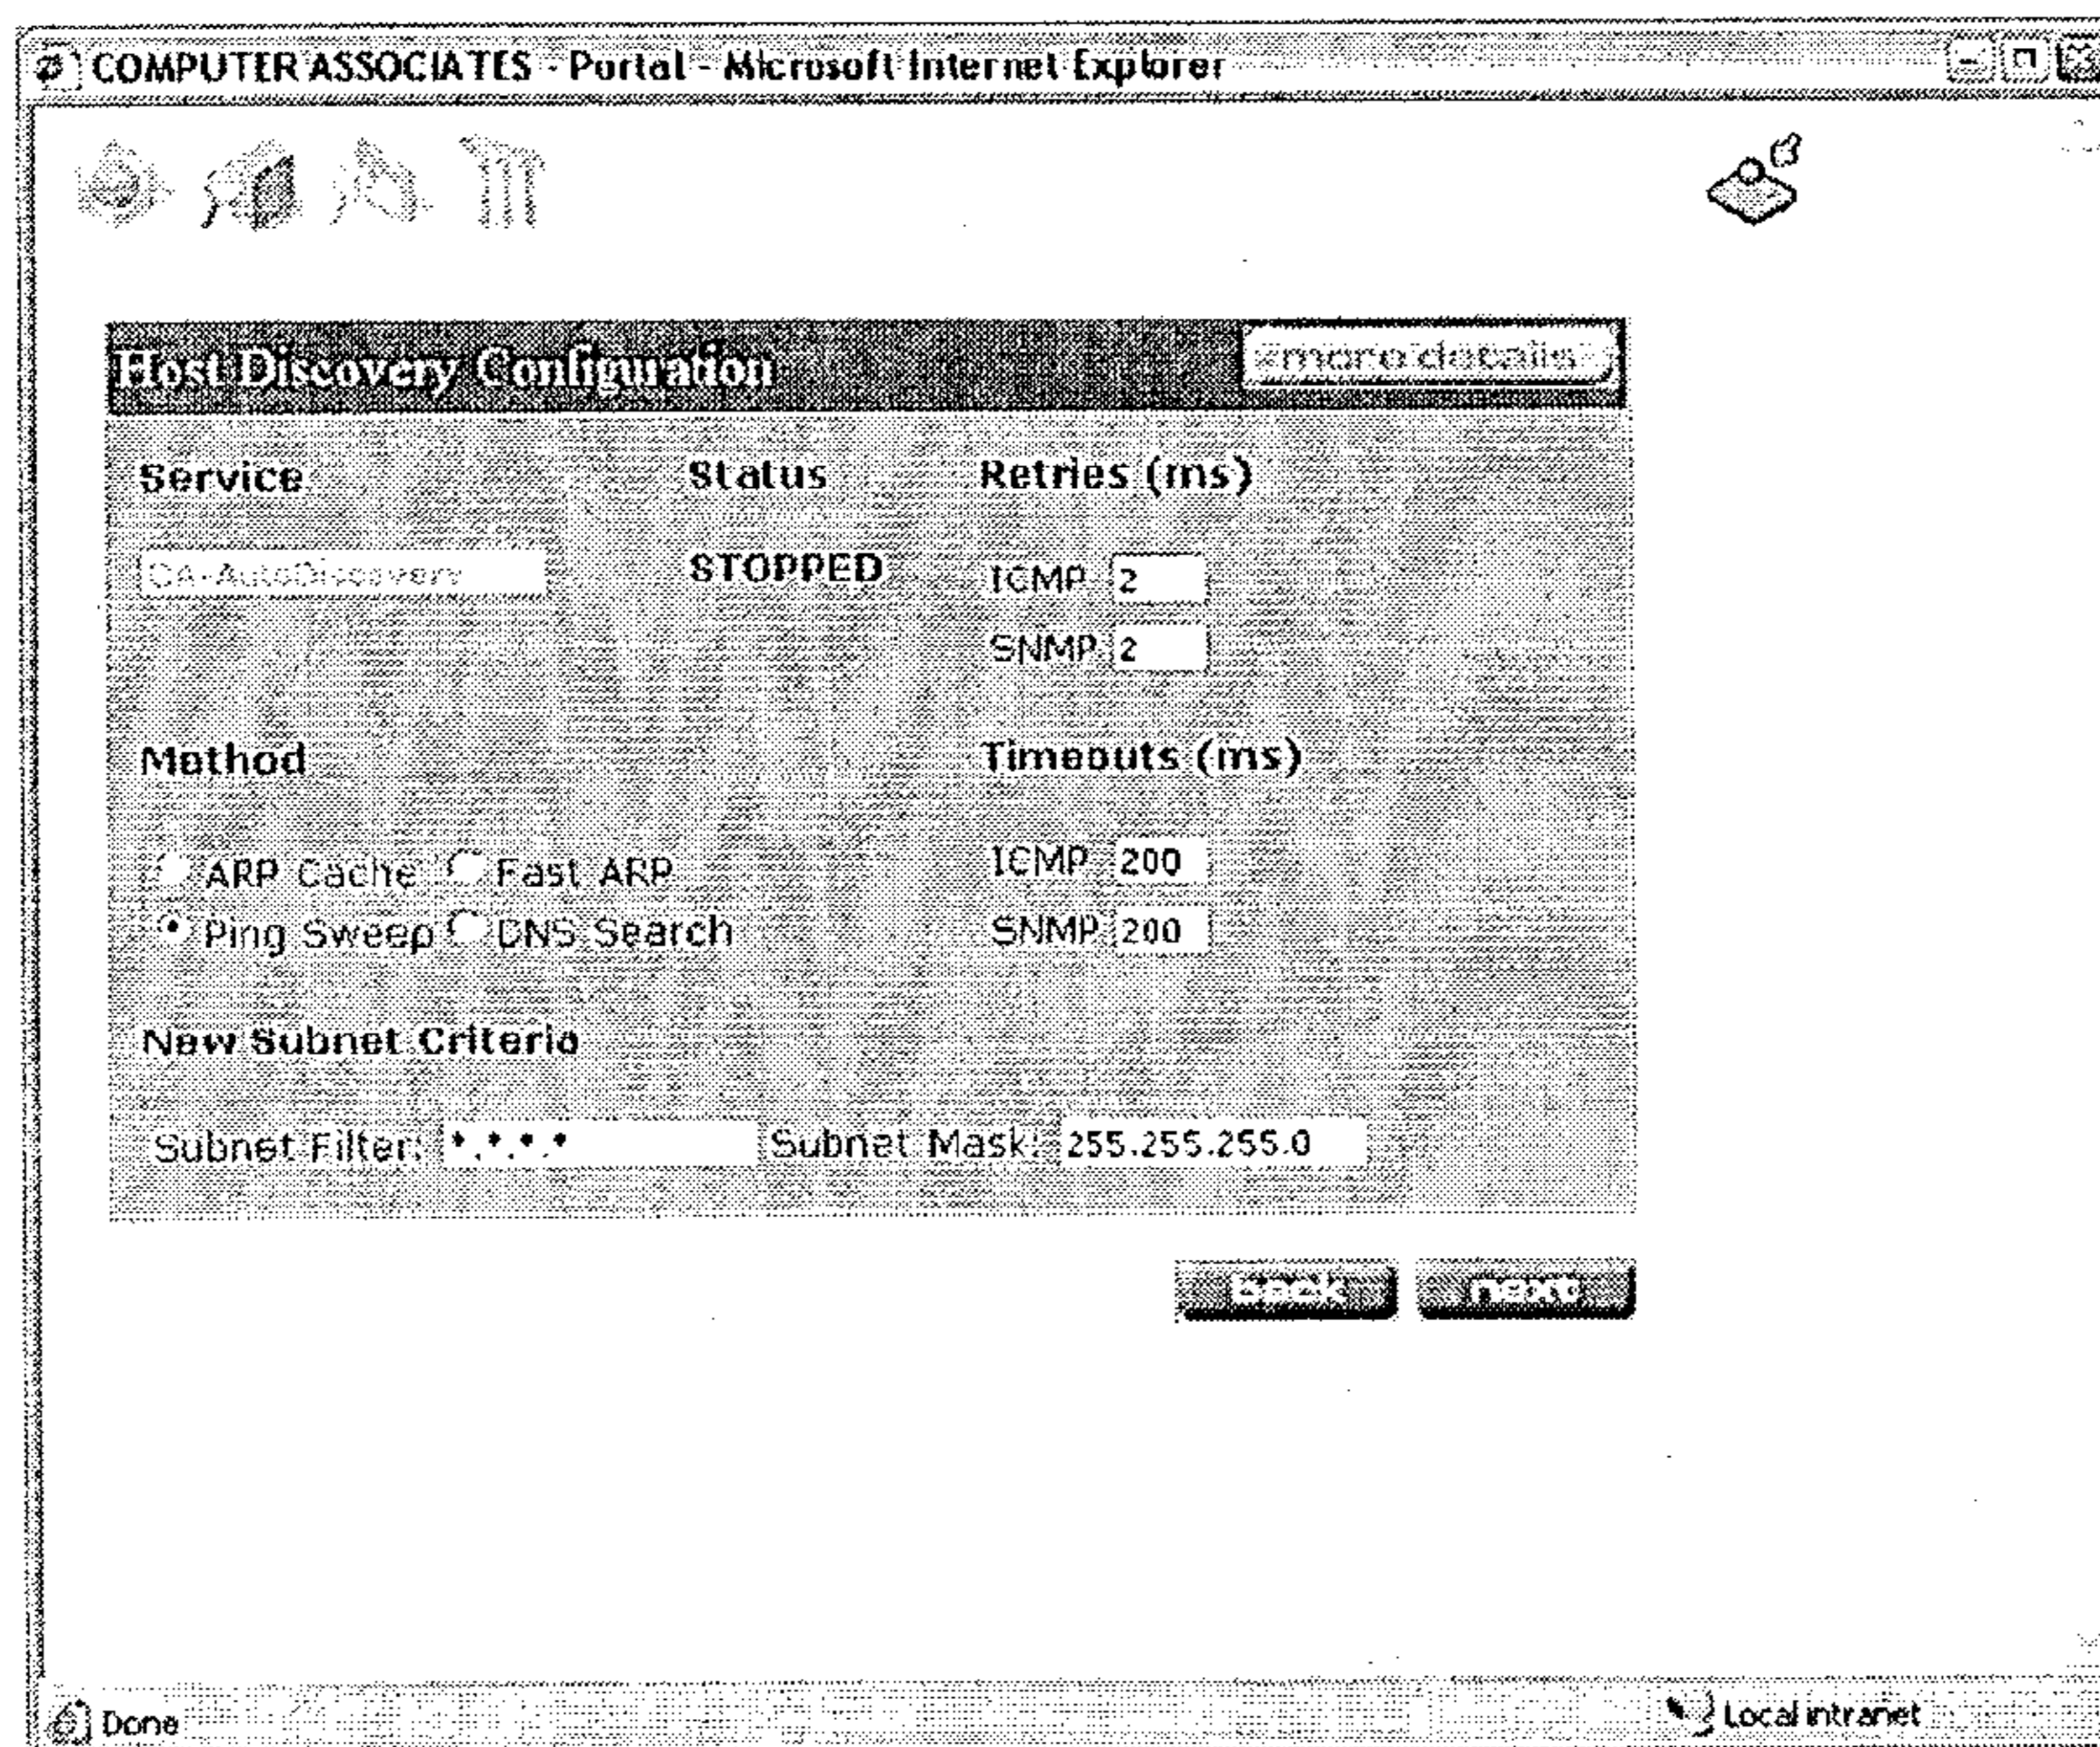 COMPUTER ASSOCIATES - Portal - Microsoft Internet Explorer
Host Discovery Configuration more details
Service Status Retries (ms)
CA-AutoDiscovery STOPPED ICMP 2
SNMP 2
Method Timeouts (ms)
ARP Cache Fast ARP ICMP 200
Ping Sweep DNS Search SNMP 200
New Subnet Criteria
Subnet Filter: *.*.*.* Subnet Mask: 255.255.255.0
back next
Done Local intranet